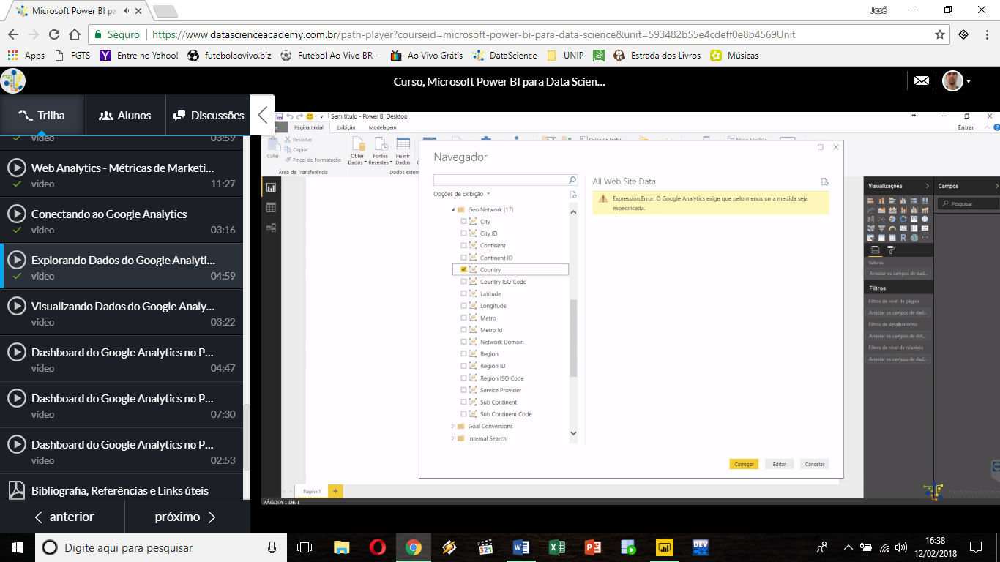 Microsoft Power BI pa
José
Seguro
https://www.datascienceacademy.com.br/path-player?courseid=microsoft-power-bi-para-data-science&unit=593482b55e4cdeff0e8b4569Unit
Apps
FGTS
Entre no Yahoo!
futebolaovivo.biz
Futebol Ao Vivo BR -
Ao Vivo Grátis
DataScience
UNIP
Estrada dos Livros
Músicas
Curso, Microsoft Power BI para Data Scien...
Trilha
Alunos
Discussões
video
03:59
Web Analytics - Métricas de Marketi...
video
11:27
Conectando ao Google Analytics
video
03:16
Explorando Dados do Google Analyti...
video
04:59
Visualizando Dados do Google Analy...
video
03:22
Dashboard do Google Analytics no P...
video
04:47
Dashboard do Google Analytics no P...
video
07:30
Dashboard do Google Analytics no P...
video
02:53
Bibliografia, Referências e Links úteis
anterior
próximo
Sem título - Power BI Desktop
Página Inicial
Exibição
Modelagem
Entrar
Colar
Recortar
Copiar
Pincel de Formatação
Área de Transferência
Obter
Dados
Fontes
Recentes
Inserir
Dados
Dados extern
Caixa de texto
Nova Medida
Navegador
Opções de Exibição
Geo Network [17]
City
City ID
Continent
Continent ID
Country
Country ISO Code
Latitude
Longitude
Metro
Metro Id
Network Domain
Region
Region ID
Region ISO Code
Service Provider
Sub Continent
Sub Continent Code
Goal Conversions
Internal Search
All Web Site Data
Expression.Error: O Google Analytics exige que pelo menos uma medida seja
especificada.
Carregar
Editar
Cancelar
Visualizações
Campos
Pesquisar
Valores
Arrastar os campos de dad...
Filtros
Filtros de nível de página
Arrastar os campos de dad...
Filtros de detalhamento
Arrastar os campos de det...
Filtros de nível de relatório
Arrastar os campos de dad...
Página 1
PÁGINA 1 DE 1
Digite aqui para pesquisar
321
DEV
16:38
12/02/2018